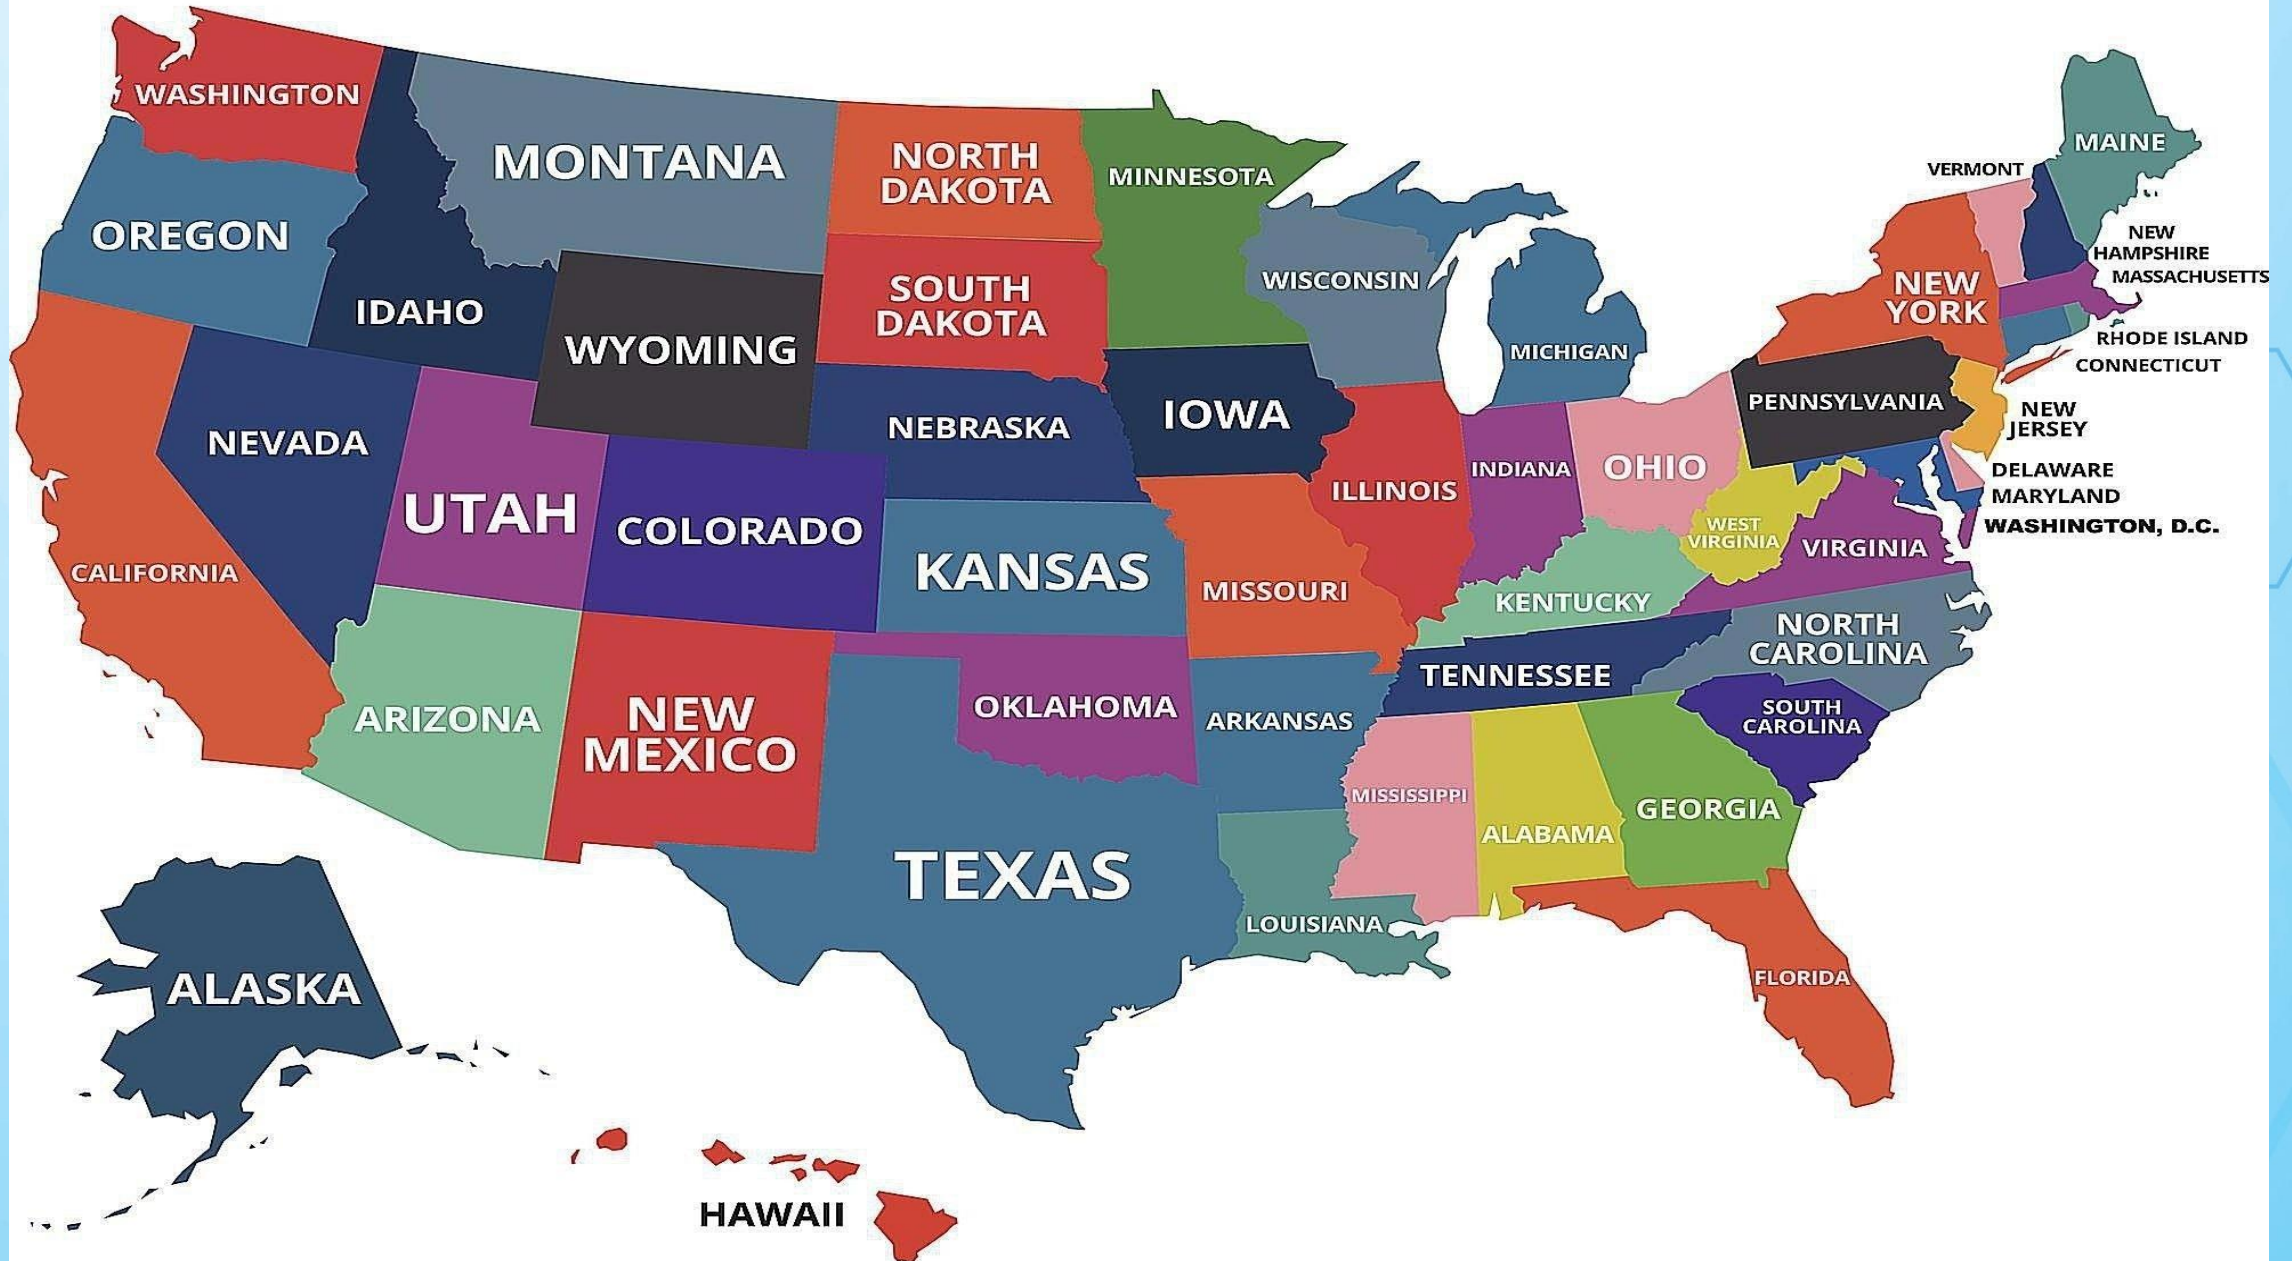 WASHINGTON
MONTANA
NORTH
DAKOTA
MINNESOTA
MAINE
VERMONT
OREGON
IDAHO
WYOMING
SOUTH
DAKOTA
WISCONSIN
MICHIGAN
NEW
YORK
NEW
HAMPSHIRE
MASSACHUSETTS
RHODE ISLAND
CONNECTICUT
NEVADA
UTAH
COLORADO
NEBRASKA
IOWA
ILLINOIS
INDIANA
OHIO
PENNSYLVANIA
NEW
JERSEY
DELAWARE
MARYLAND
WASHINGTON, D.C.
CALIFORNIA
KANSAS
MISSOURI
KENTUCKY
WEST
VIRGINIA
VIRGINIA
ARIZONA
NEW
MEXICO
OKLAHOMA
ARKANSAS
TENNESSEE
NORTH
CAROLINA
SOUTH
CAROLINA
TEXAS
LOUISIANA
MISSISSIPPI
ALABAMA
GEORGIA
FLORIDA
ALASKA
HAWAII